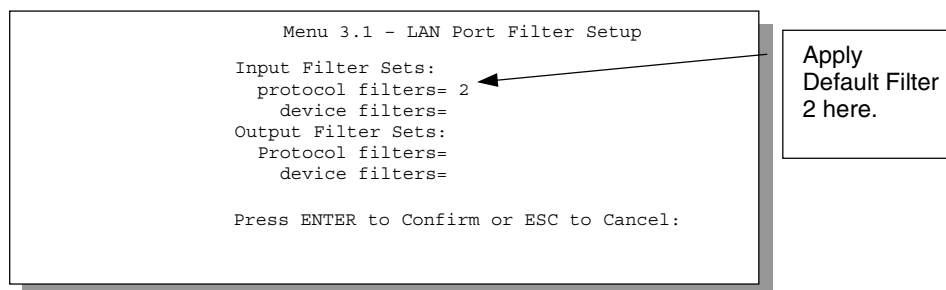 Menu 3.1 – LAN Port Filter Setup
Input Filter Sets:
protocol filters= 2
device filters=
Output Filter Sets:
Protocol filters=
device filters=
Press ENTER to Confirm or ESC to Cancel:
Apply
Default Filter
2 here.